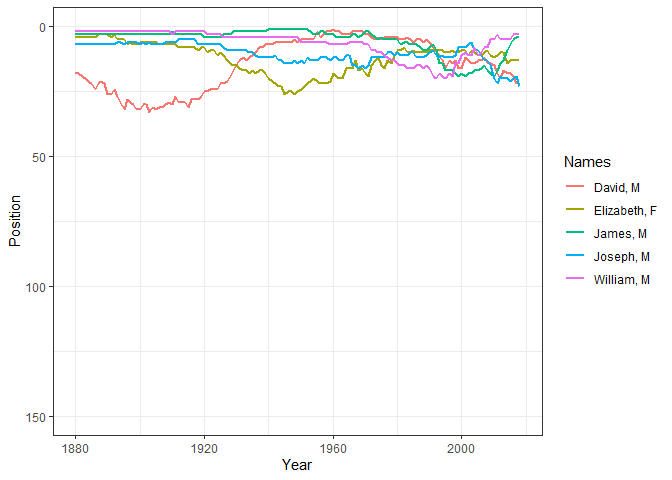 0
50
100
150
Position
1880
1920
1960
2000
Year
Names
David, M
Elizabeth, F
James, M
Joseph, M
William, M